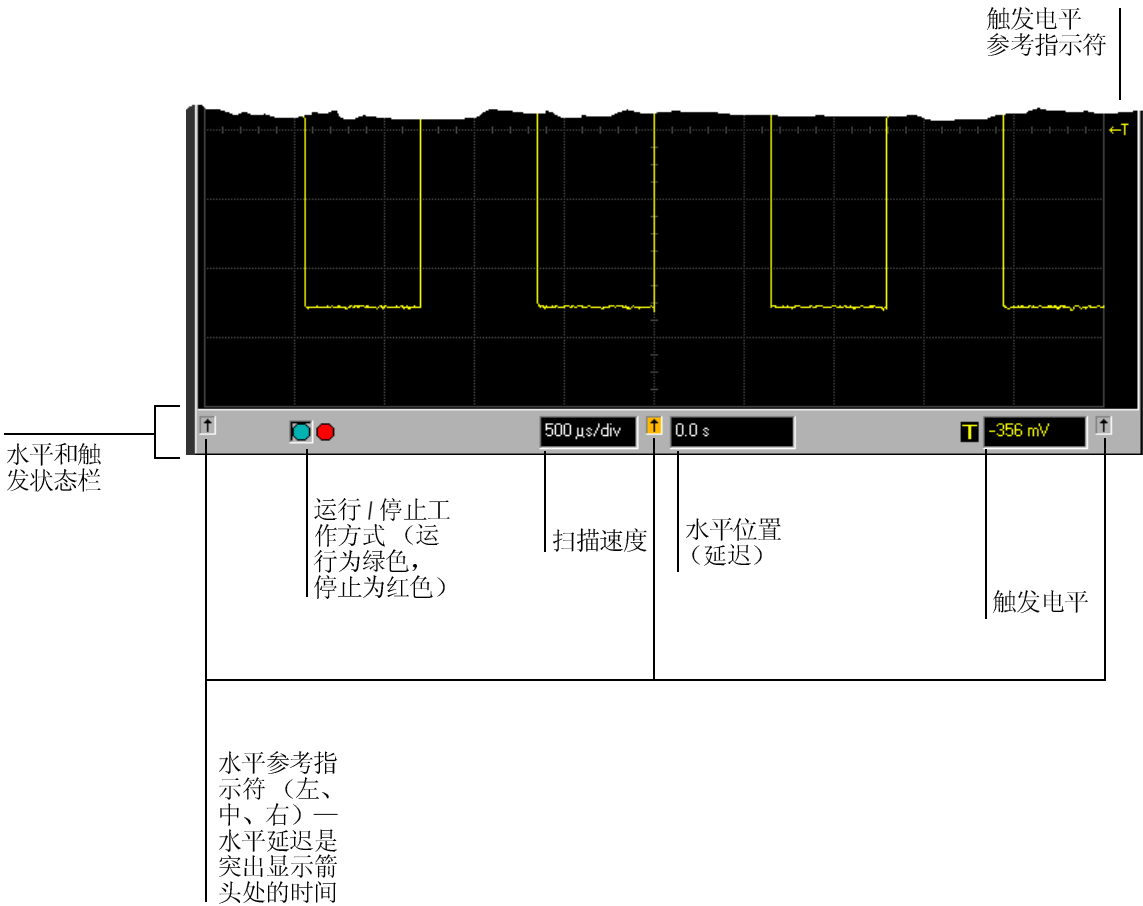 触发电平
参考指示符
←T
500 µs/div
0.0 s
T
-356 mV
水平和触
发状态栏
运行 / 停止工
作方式 （运
行为绿色，
停止为红色）
扫描速度
水平位置
（延迟）
触发电平
水平参考指
示符 （左、
中、右）—
水平延迟是
突出显示箭
头处的时间